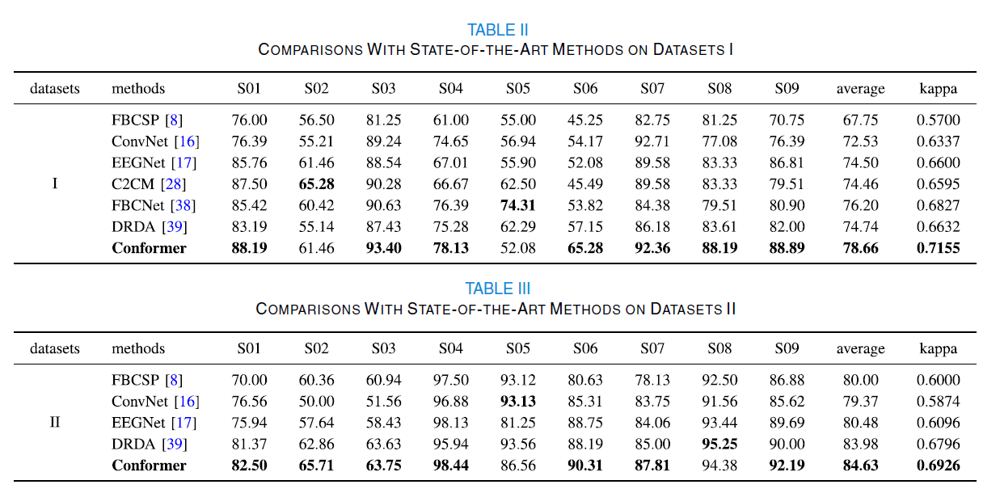 TABLE II
COMPARISONS WITH STATE-OF-THE-ART METHODS ON DATASETS I
datasets methods S01 S02 S03 S04 S05 S06 S07 S08 S09 average kappa
FBCSP [8] 76.00 56.50 81.25 61.00 55.00 45.25 82.75 81.25 70.75 67.75 0.5700
ConvNet [16] 76.39 55.21 89.24 74.65 56.94 54.17 92.71 77.08 76.39 72.53 0.6337
EEGNet [17] 85.76 61.46 88.54 67.01 55.90 52.08 89.58 83.33 86.81 74.50 0.6600
I C2CM [28] 87.50 65.28 90.28 66.67 62.50 45.49 89.58 83.33 79.51 74.46 0.6595
FBCNet [38] 85.42 60.42 90.63 76.39 74.31 53.82 84.38 79.51 80.90 76.20 0.6827
DRDA [39] 83.19 55.14 87.43 75.28 62.29 57.15 86.18 83.61 82.00 74.74 0.6632
Conformer 88.19 61.46 93.40 78.13 52.08 65.28 92.36 88.19 88.89 78.66 0.7155
TABLE III
COMPARISONS WITH STATE-OF-THE-ART METHODS ON DATASETS II
datasets methods S01 S02 S03 S04 S05 S06 S07 S08 S09 average kappa
FBCSP [8] 70.00 60.36 60.94 97.50 93.12 80.63 78.13 92.50 86.88 80.00 0.6000
ConvNet [16] 76.56 50.00 51.56 96.88 93.13 85.31 83.75 91.56 85.62 79.37 0.5874
II EEGNet [17] 75.94 57.64 58.43 98.13 81.25 88.75 84.06 93.44 89.69 80.48 0.6096
DRDA [39] 81.37 62.86 63.63 95.94 93.56 88.19 85.00 95.25 90.00 83.98 0.6796
Conformer 82.50 65.71 63.75 98.44 86.56 90.31 87.81 94.38 92.19 84.63 0.6926